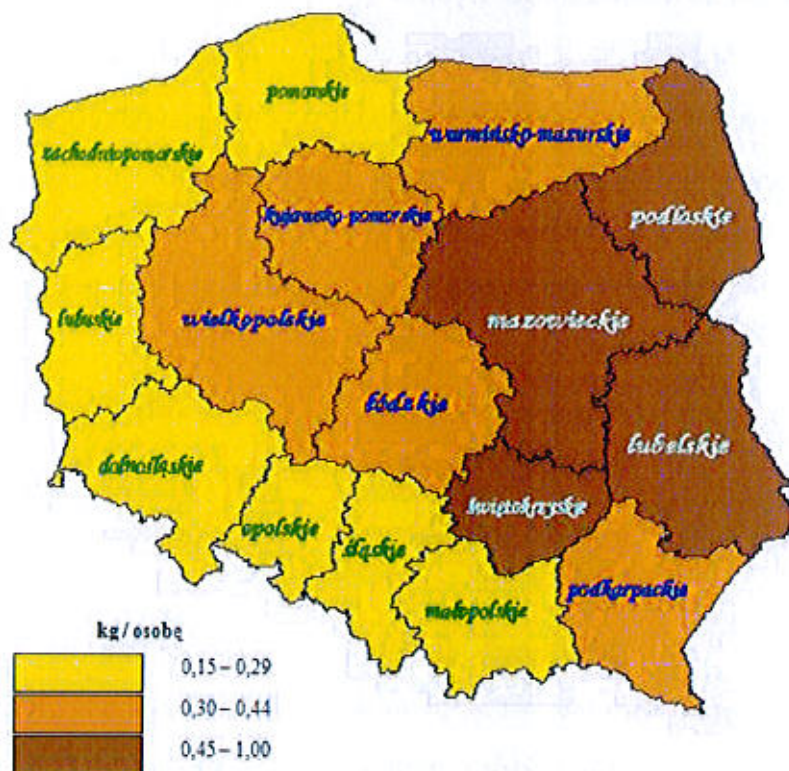 pomorskie
warmińsko-mazurskie
zachodniopomorskie
podlaskie
kujawsko-pomorskie
lubuskie
wielkopolskie
mazowieckie
łódzkie
lubelskie
dolnośląskie
świętokrzyskie
opolskie
śląskie
podkarpackie
małopolskie
kg/osobę
0,15 – 0,29
0,30 – 0,44
0,45 – 1,00